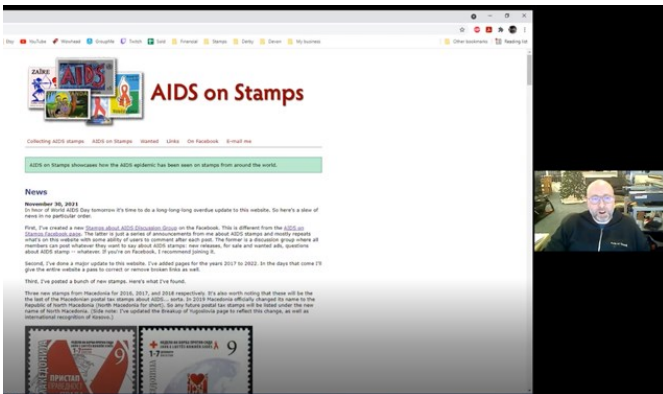 Bay YouTube Winxhead GroupMe Twitch Sold Financial Stamps Derby Eleven My business Other bookmarks Reading list
ZAÏRE
AIDS
AIDS on Stamps
Collecting AIDS stamps AIDS on Stamps Wanted Links On Facebook E-mail me
AIDS on Stamps showcases how the AIDS epidemic has been seen on stamps from around the world.
News
November 30, 2021
In honor of World AIDS Day tomorrow it's time to do a long-long-long overdue update to this website. So here's a slew of
news in no particular order.
First, I've created a new Stamps about AIDS Discussion Group on the Facebook. This is different from the AIDS on
Stamps Facebook page. The latter is just a series of announcements from me about AIDS stamps and mostly repeats
what's on this website with some ability of users to comment after each post. The former is a discussion group where all
members can post whatever they want to say about AIDS stamps: new releases, for sale and wanted ads, questions
about AIDS stamp -- whatever. If you're on Facebook, I recommend joining it.
Second, I've done a major update to this website. I've added pages for the years 2017 to 2022. In the days that come I'll
give the entire website a pass to correct or remove broken links as well.
Third, I've posted a bunch of new stamps. Here's what I've found.
Three new stamps from Macedonia for 2016, 2017, and 2018 respectively. It's also worth noting that these will be the
the last of the Macedonian postal tax stamps about AIDS... sorta. In 2019 Macedonia officially changed its name to the
Republic of North Macedonia (North Macedonia for short). So any future postal tax stamps will be listed under the new
name of North Macedonia. (Side note: I've updated the Breakup of Yugoslavia page to reflect this change, as well as
international recognition of Kosovo.)
1-7
9
ПРИСТАП
ПРАВДНОСТ
МАКЕДОНИЈА
1-7
9